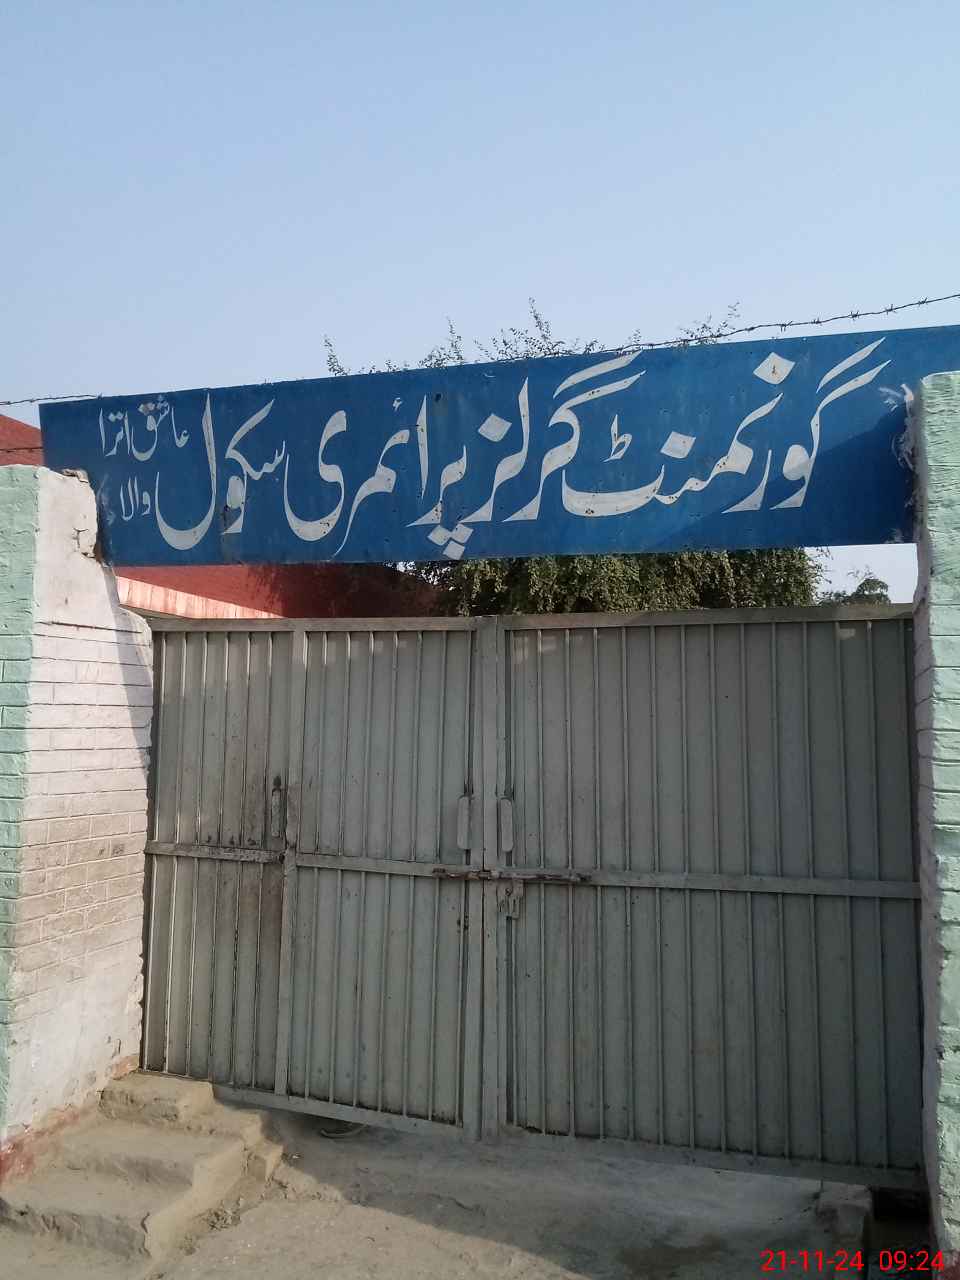 گورنمنٹ گرلز پرائمری سکول عاشق اترا
والا
21-11-24 09:24